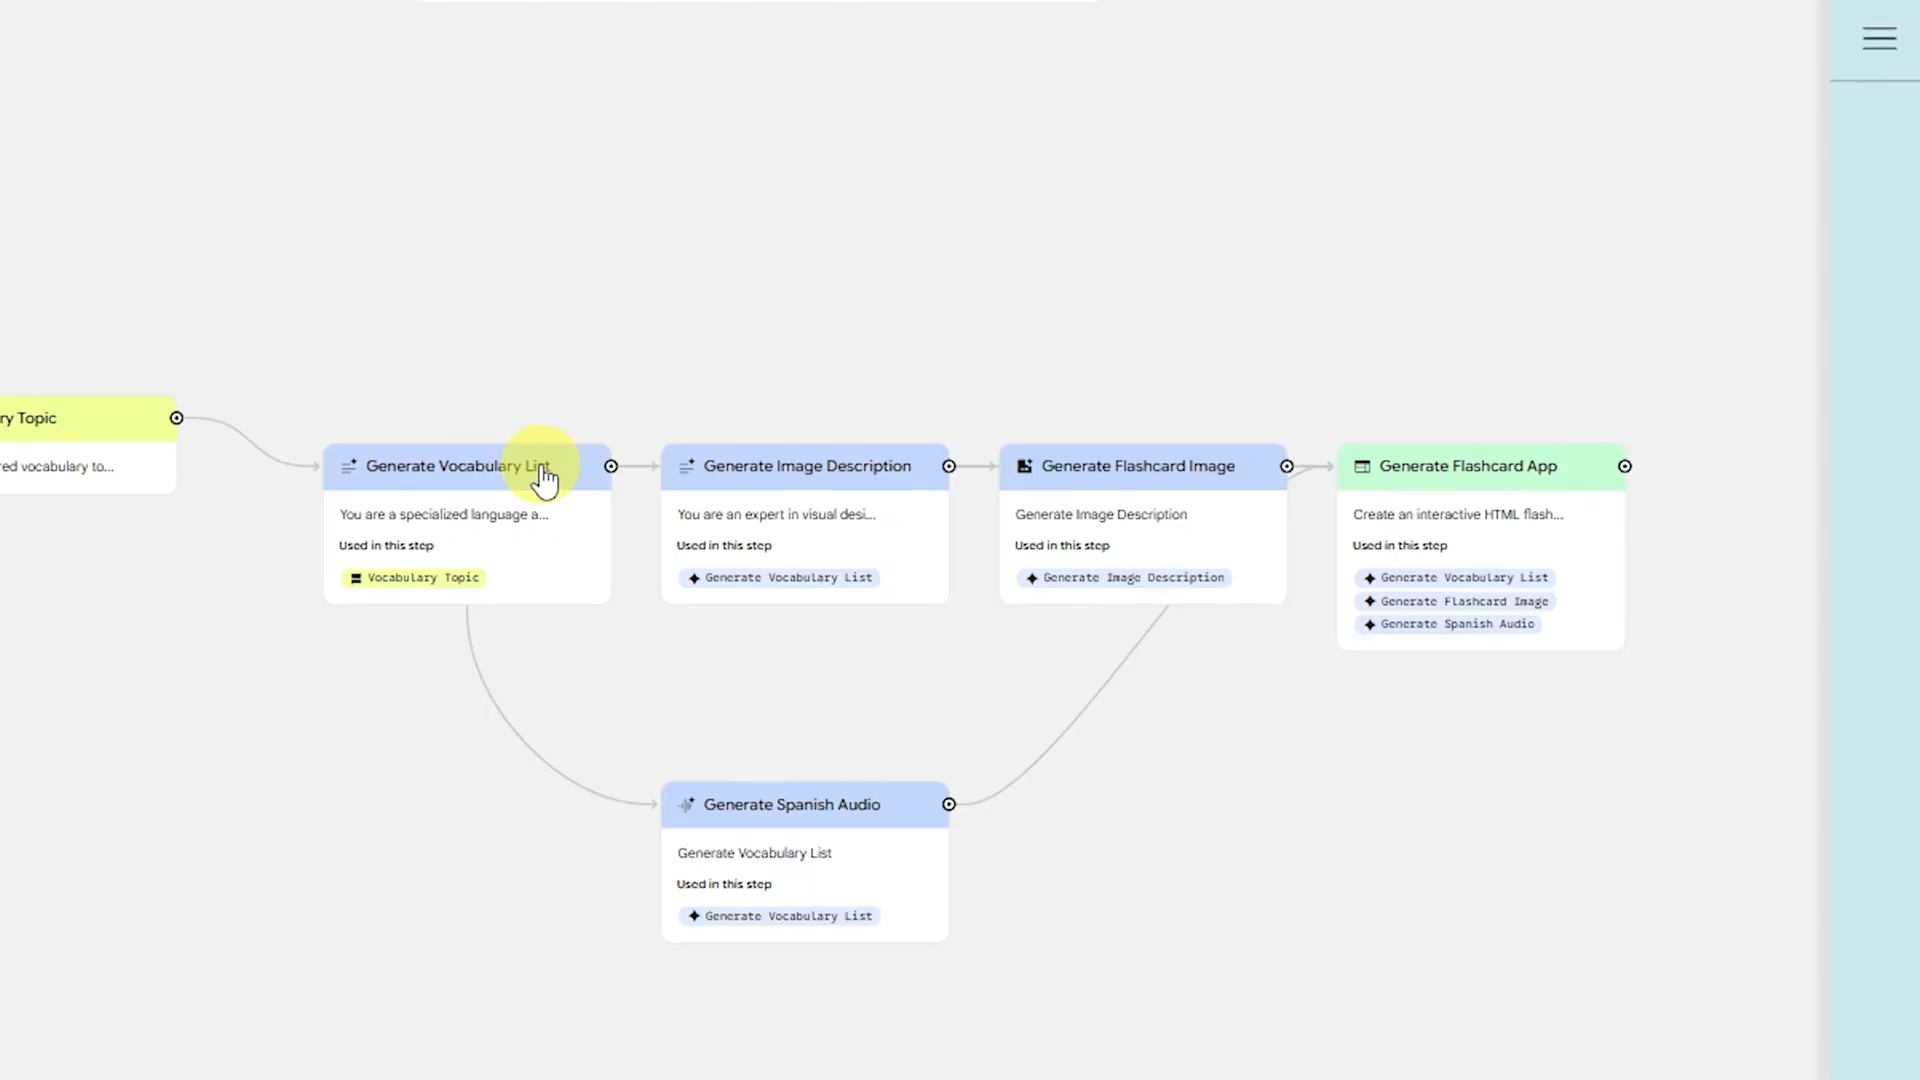 ry Topic
red vocabulary to...
Generate Vocabulary List
You are a specialized language a...
Used in this step
Vocabulary Topic
Generate Image Description
You are an expert in visual desi...
Used in this step
Generate Vocabulary List
Generate Flashcard Image
Generate Image Description
Used in this step
Generate Image Description
Generate Flashcard App
Create an interactive HTML flash...
Used in this step
Generate Vocabulary List
Generate Flashcard Image
Generate Spanish Audio
Generate Spanish Audio
Generate Vocabulary List
Used in this step
Generate Vocabulary List